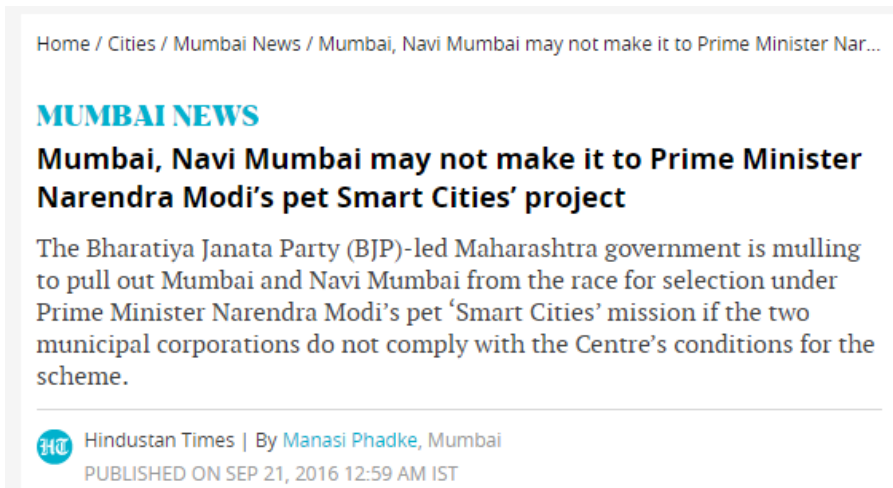 Home / Cities / Mumbai News / Mumbai, Navi Mumbai may not make it to Prime Minister Nar...
MUMBAI NEWS
Mumbai, Navi Mumbai may not make it to Prime Minister
Narendra Modi’s pet Smart Cities’ project
The Bharatiya Janata Party (BJP)-led Maharashtra government is mulling
to pull out Mumbai and Navi Mumbai from the race for selection under
Prime Minister Narendra Modi’s pet ‘Smart Cities’ mission if the two
municipal corporations do not comply with the Centre’s conditions for the
scheme.
HT Hindustan Times | By Manasi Phadke, Mumbai
PUBLISHED ON SEP 21, 2016 12:59 AM IST